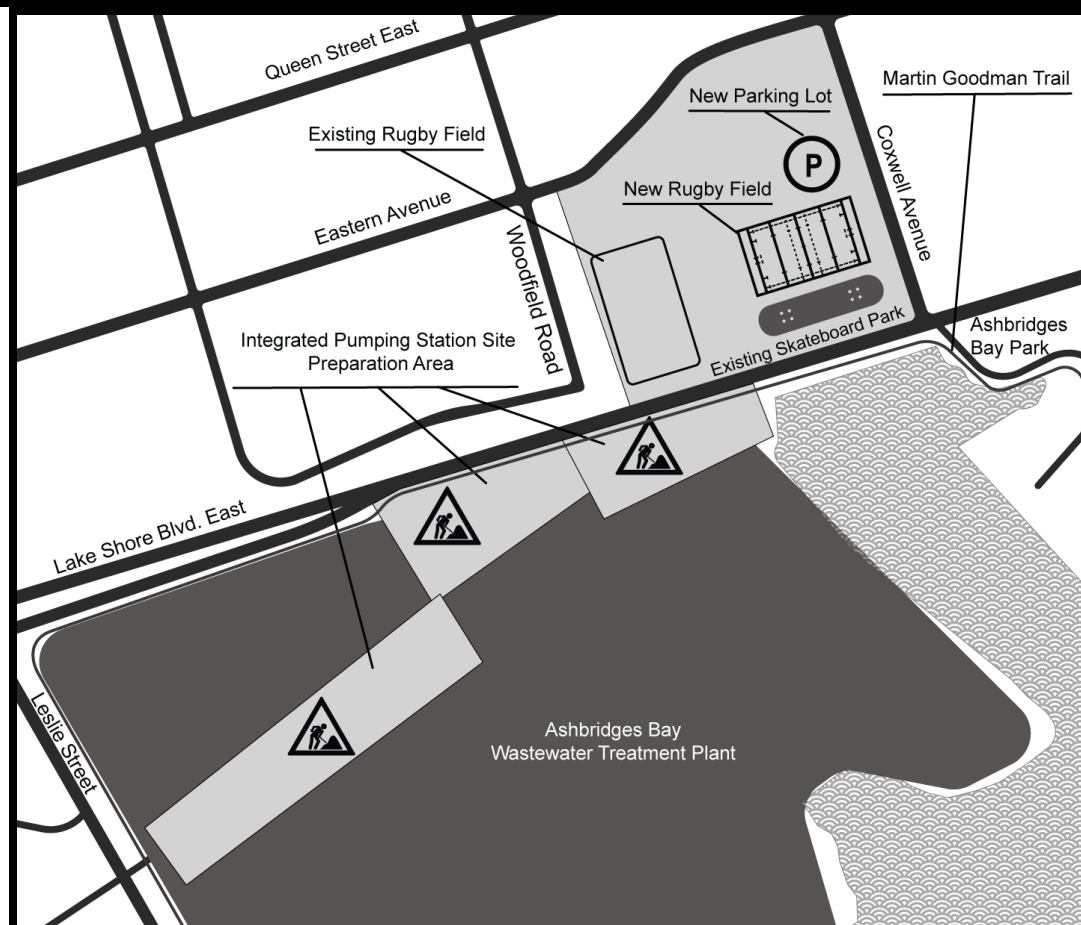 Queen Street East
Martin Goodman Trail
New Parking Lot
Existing Rugby Field
P
Coxwell Avenue
New Rugby Field
Eastern Avenue
Woodfield Road
Integrated Pumping Station Site
Preparation Area
Existing Skateboard Park
Ashbridges
Bay Park
Lake Shore Blvd. East
Leslie Street
Ashbridges Bay
Wastewater Treatment Plant